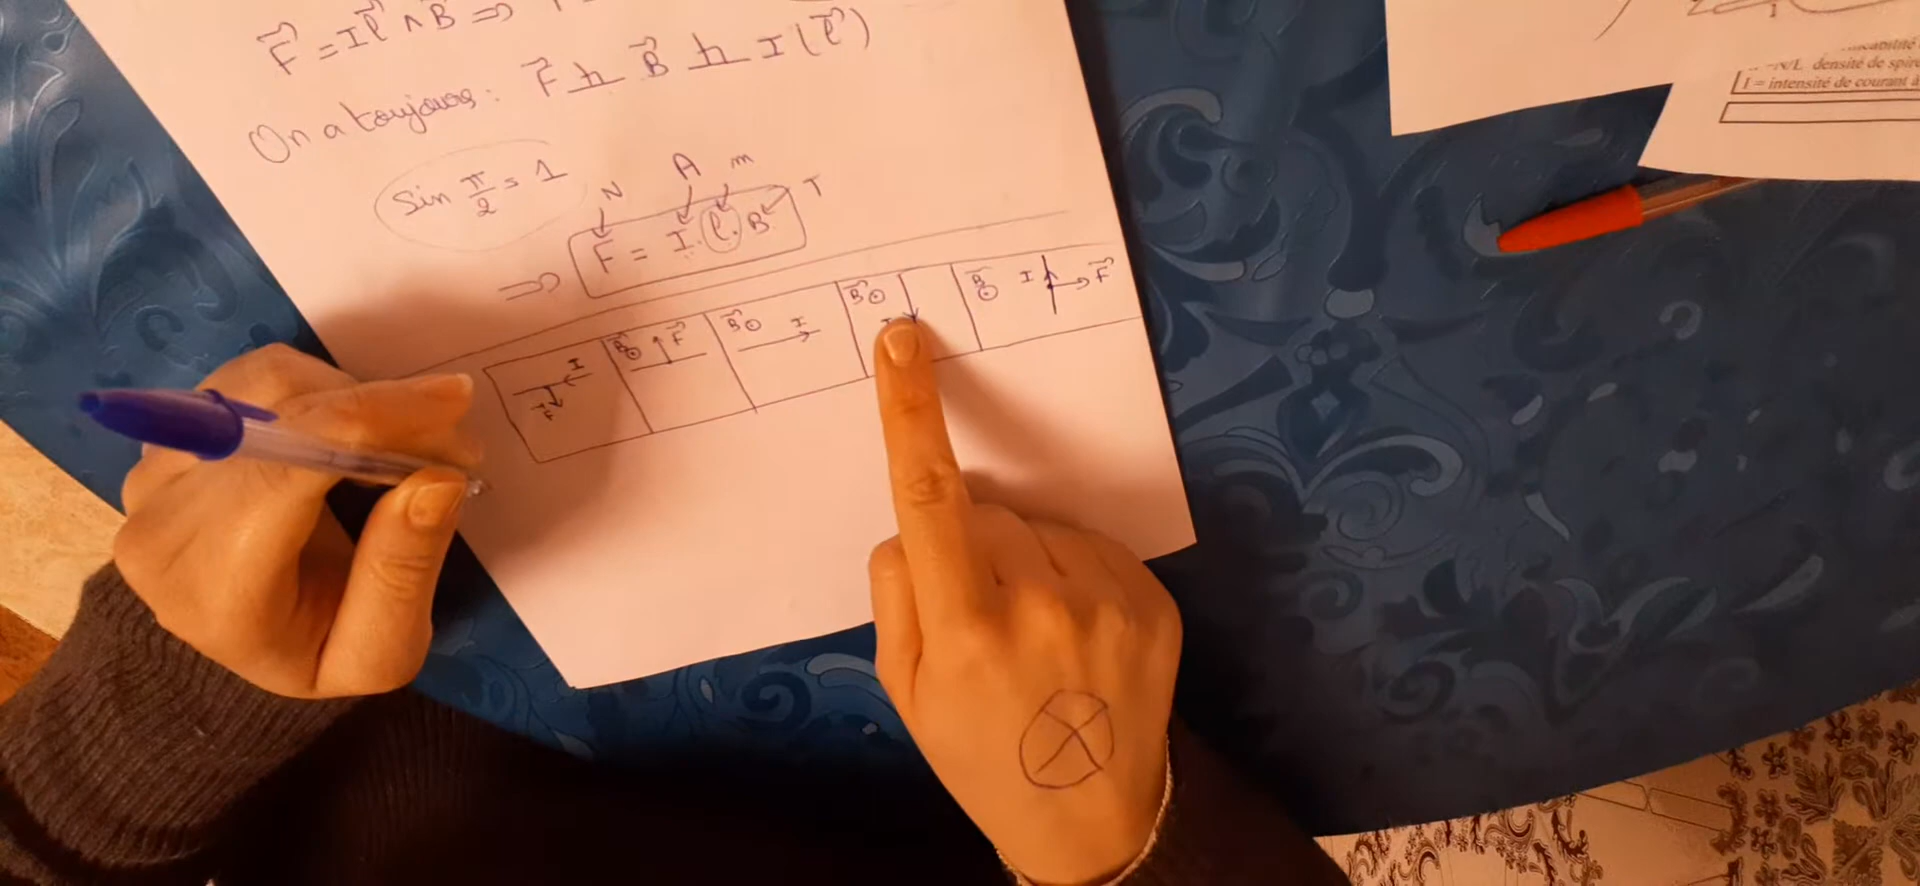 F⃗ = I l⃗ ∧ B⃗ ⇒
On a toujours : F⃗ ⊥ B⃗ ⊥ I (l⃗)
sin π/2 = 1
N A m T
⇒ F = I . l . B
I F⃗
B⃗ ⊙ F⃗
B⃗ ⊙ I
B⃗ ⊙ I
B⃗ ⊙ I F⃗
N/L densité de spire
I = intensité de courant à